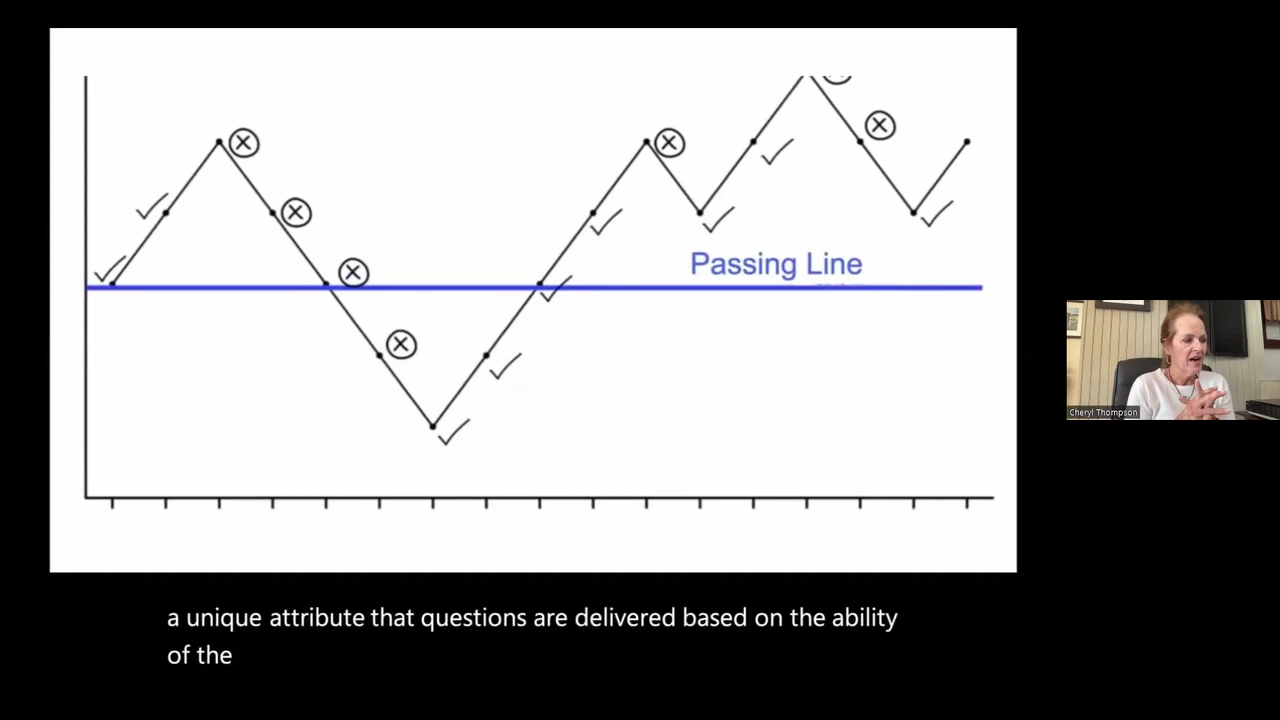 Passing Line
Cheryl Thompson
a unique attribute that questions are delivered based on the ability
of the